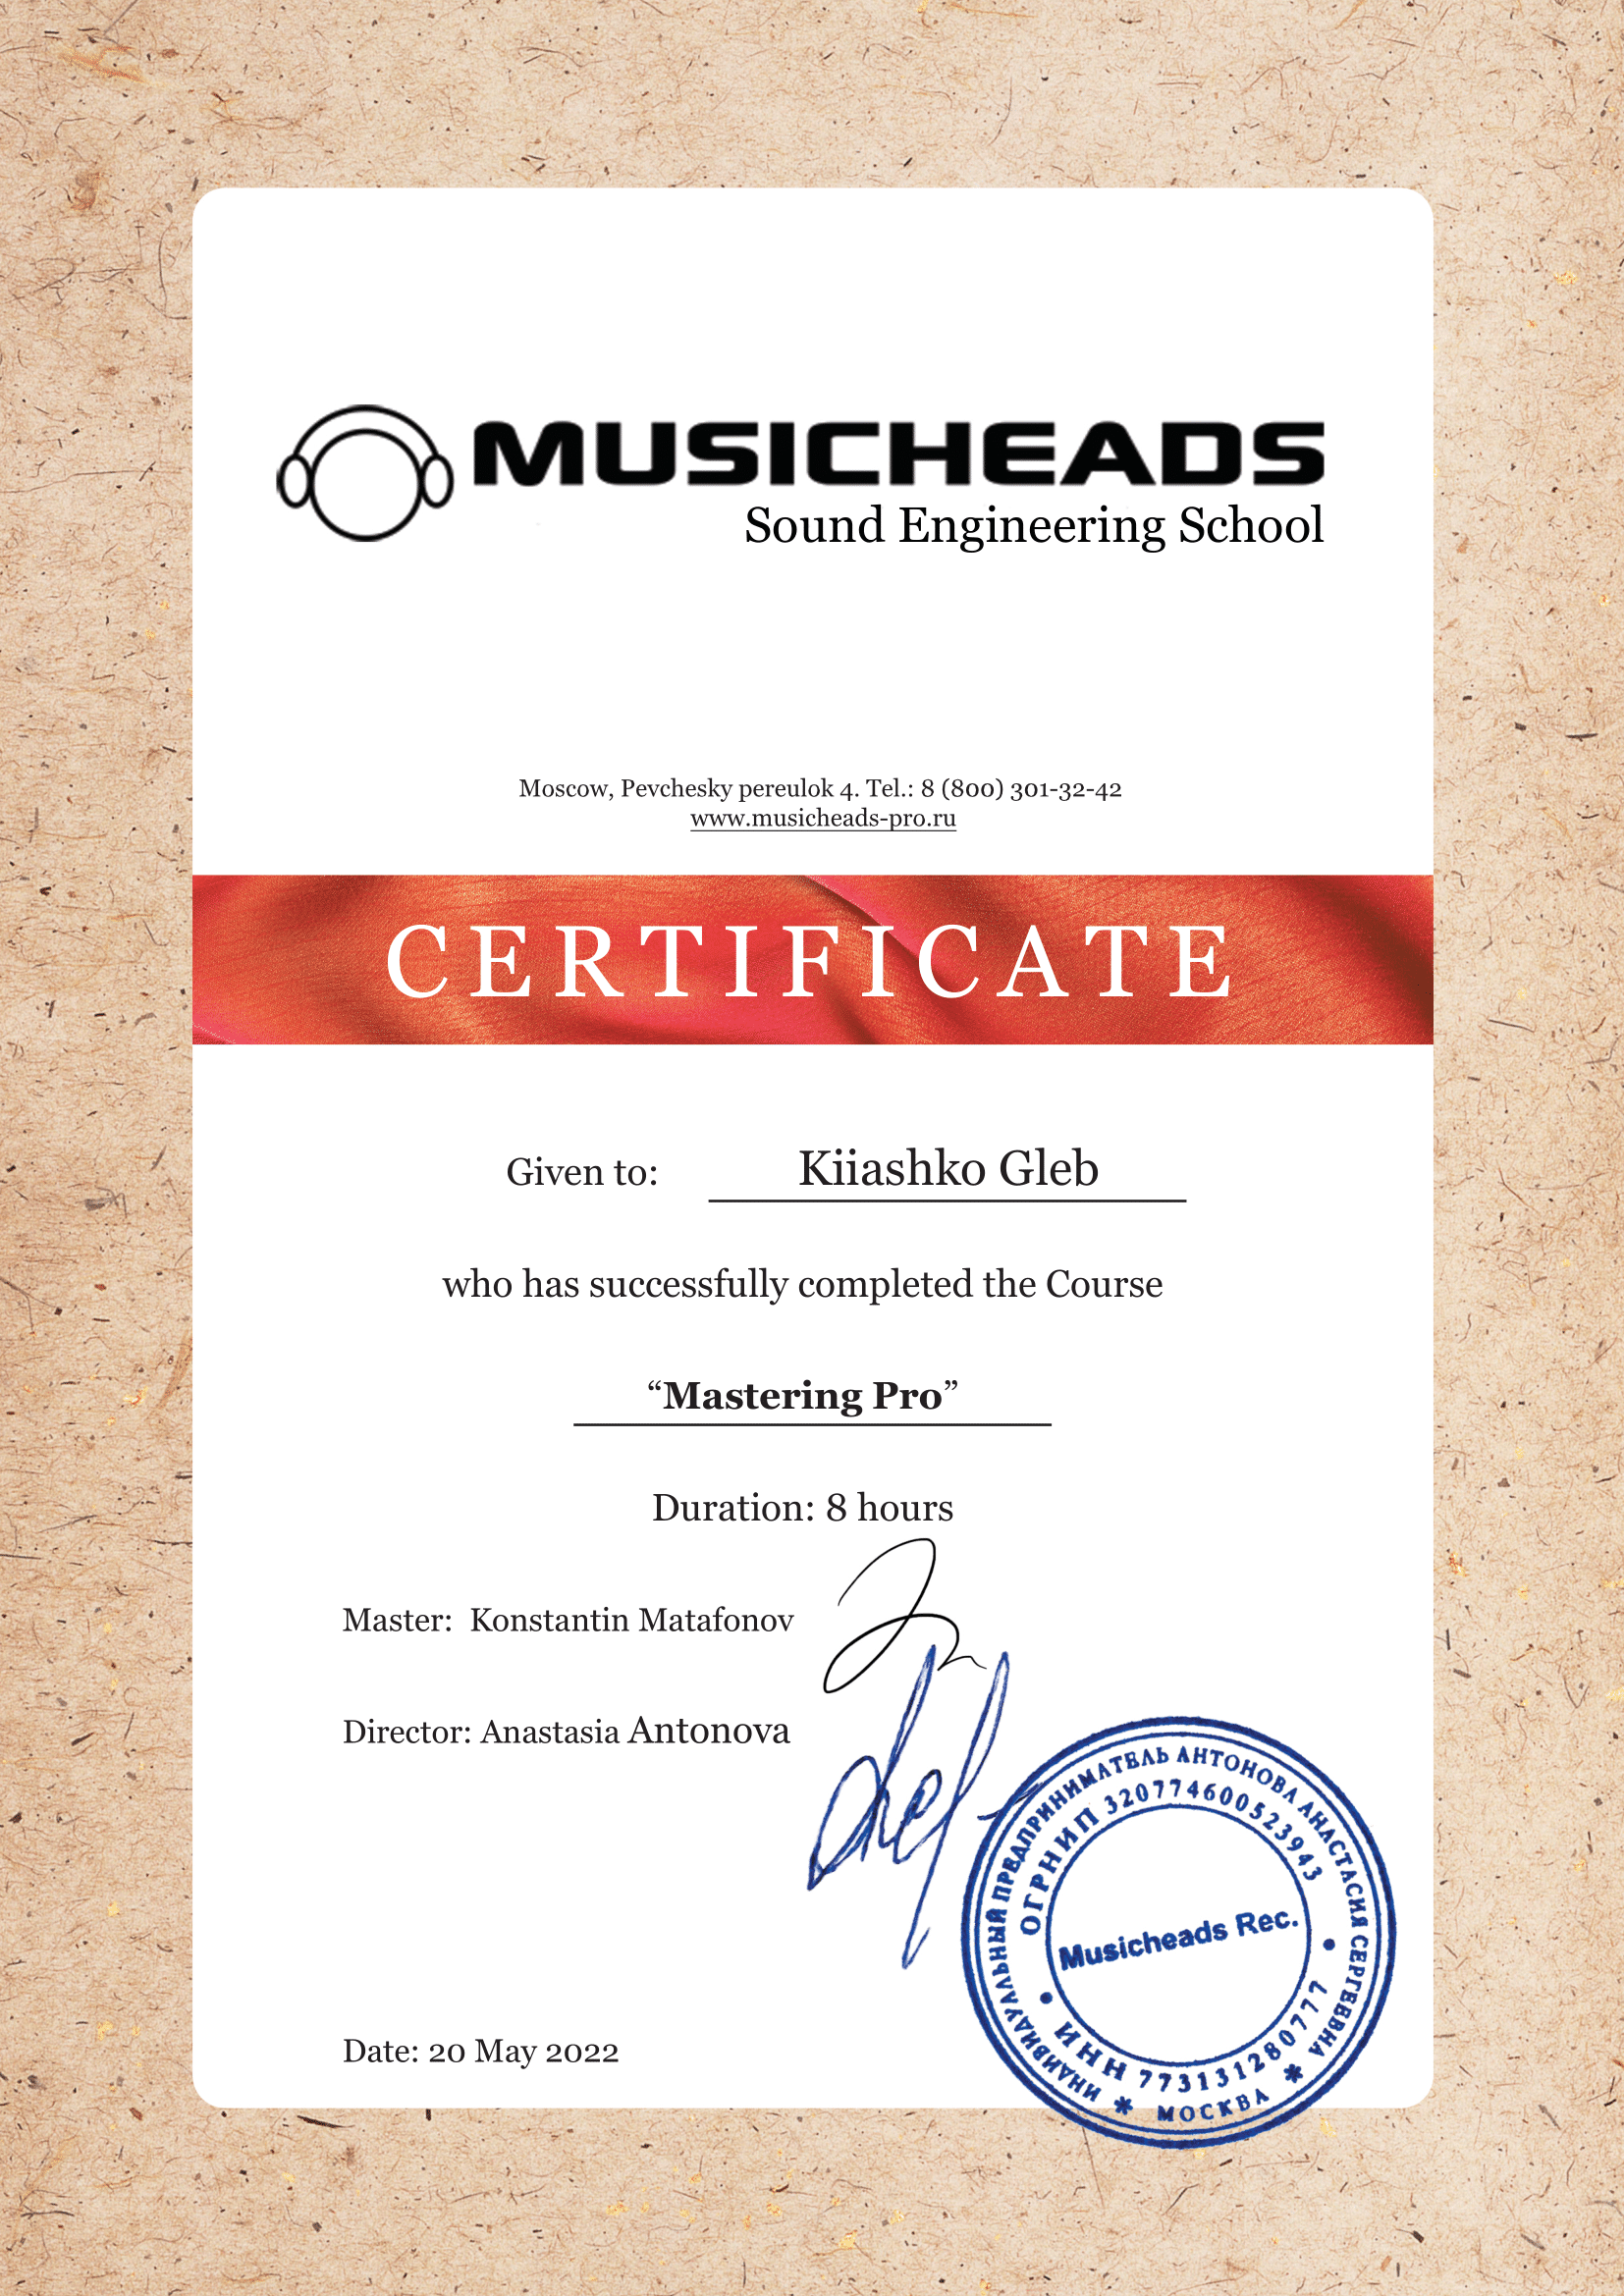 MUSICHEADS
Sound Engineering School
Moscow, Pevchesky pereulok 4. Tel.: 8 (800) 301-32-42
www.musicheads-pro.ru
CERTIFICATE
Given to: Kiiashko Gleb
who has successfully completed the Course
“Mastering Pro”
Duration: 8 hours
Master: Konstantin Matafonov
Director: Anastasia Antonova
ИНДИВИДУАЛЬНЫЙ ПРЕДПРИНИМАТЕЛЬ АНТОНОВА АНАСТАСИЯ СЕРГЕЕВНА
ОГРНИП 320774600523943
Musicheads Rec.
ИНН 773131280777
* МОСКВА *
Date: 20 May 2022